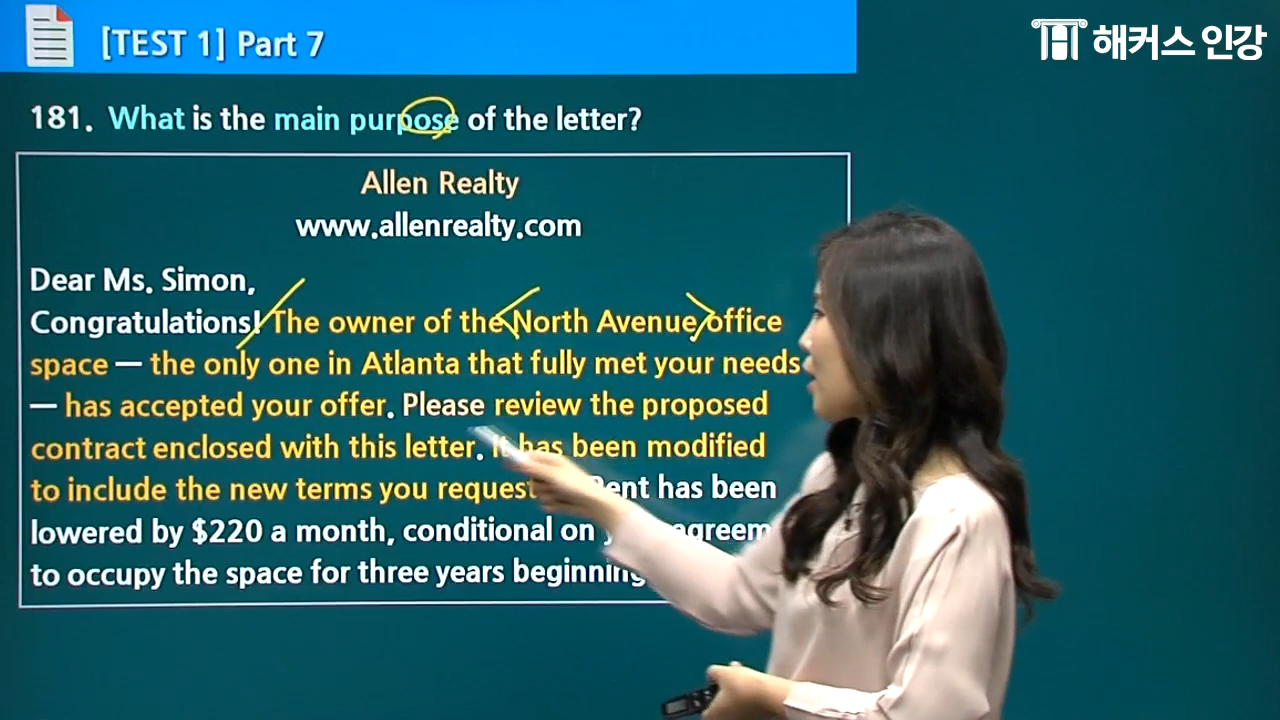 [TEST 1] Part 7
해커스 인강
181. What is the main purpose of the letter?
Allen Realty
www.allenrealty.com
Dear Ms. Simon,
Congratulations! The owner of the North Avenue office
space — the only one in Atlanta that fully met your needs
— has accepted your offer. Please review the proposed
contract enclosed with this letter. It has been modified
to include the new terms you request
lowered by $220 a month, conditional on
to occupy the space for three years beginning